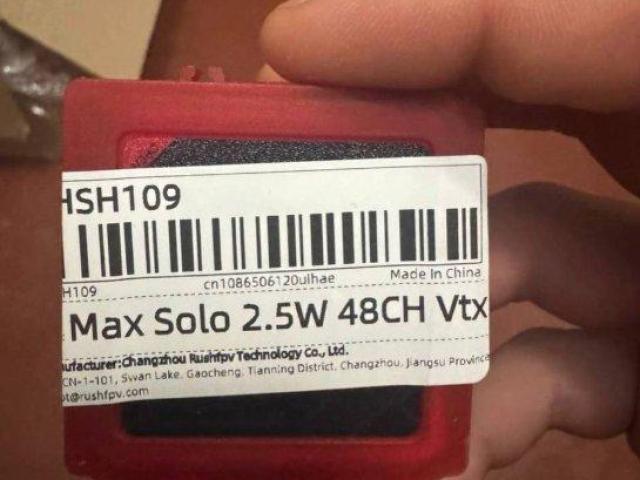 HSH109
H109 cn1086506120ulhae Made In China
Max Solo 2.5W 48CH Vtx
ufacturer:Changzhou Rushfpv Technology Co., Ltd.
CN-1-101, Swan Lake, Gaocheng, Tianning District, Changzhou, Jiangsu Province
ot@rushfpv.com